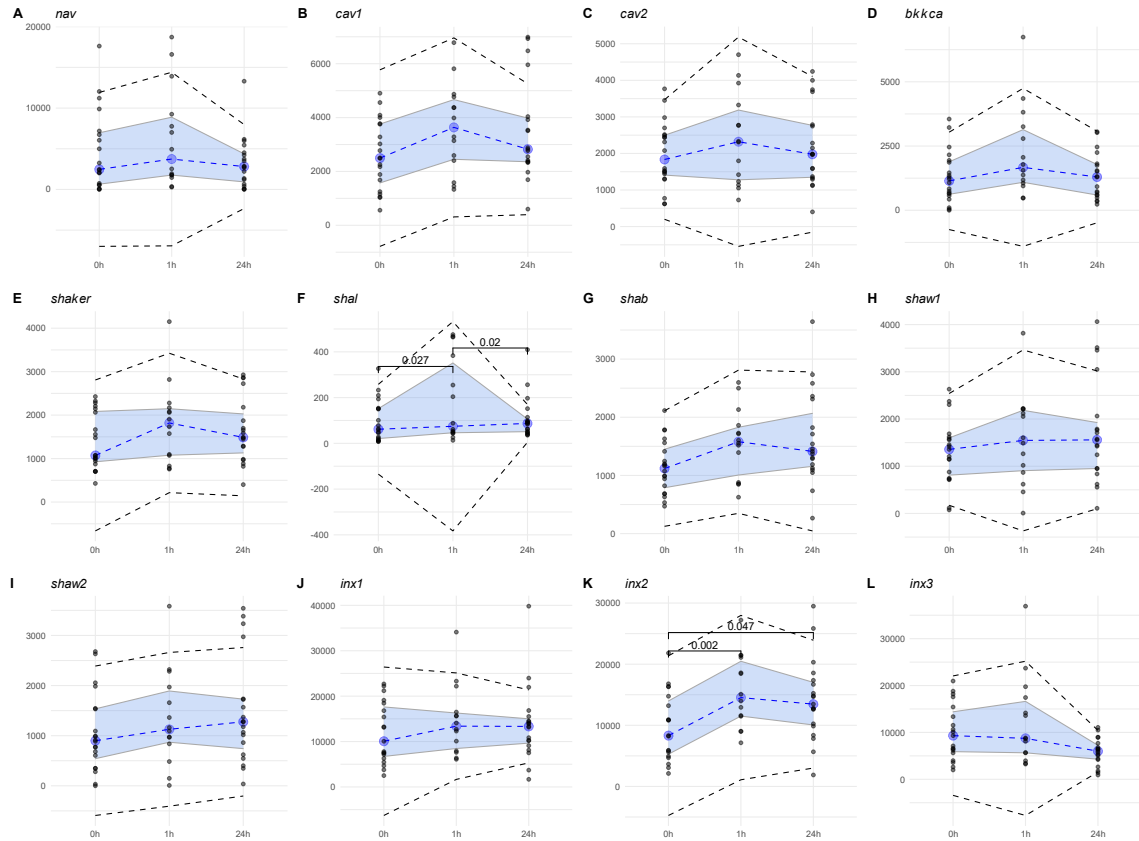 A nav
20000
10000
0
0h 1h 24h
B cav1
6000
4000
2000
0
0h 1h 24h
C cav2
5000
4000
3000
2000
1000
0
0h 1h 24h
D bkkca
5000
2500
0
0h 1h 24h
E shaker
4000
3000
2000
1000
0
0h 1h 24h
F shal
400
200
0
-200
-400
0.027
0.02
0h 1h 24h
G shab
3000
2000
1000
0
0h 1h 24h
H shaw1
4000
3000
2000
1000
0
0h 1h 24h
I shaw2
3000
2000
1000
0
0h 1h 24h
J inx1
40000
30000
20000
10000
0
0h 1h 24h
K inx2
30000
20000
10000
0
0.047
0.002
0h 1h 24h
L inx3
30000
20000
10000
0
0h 1h 24h